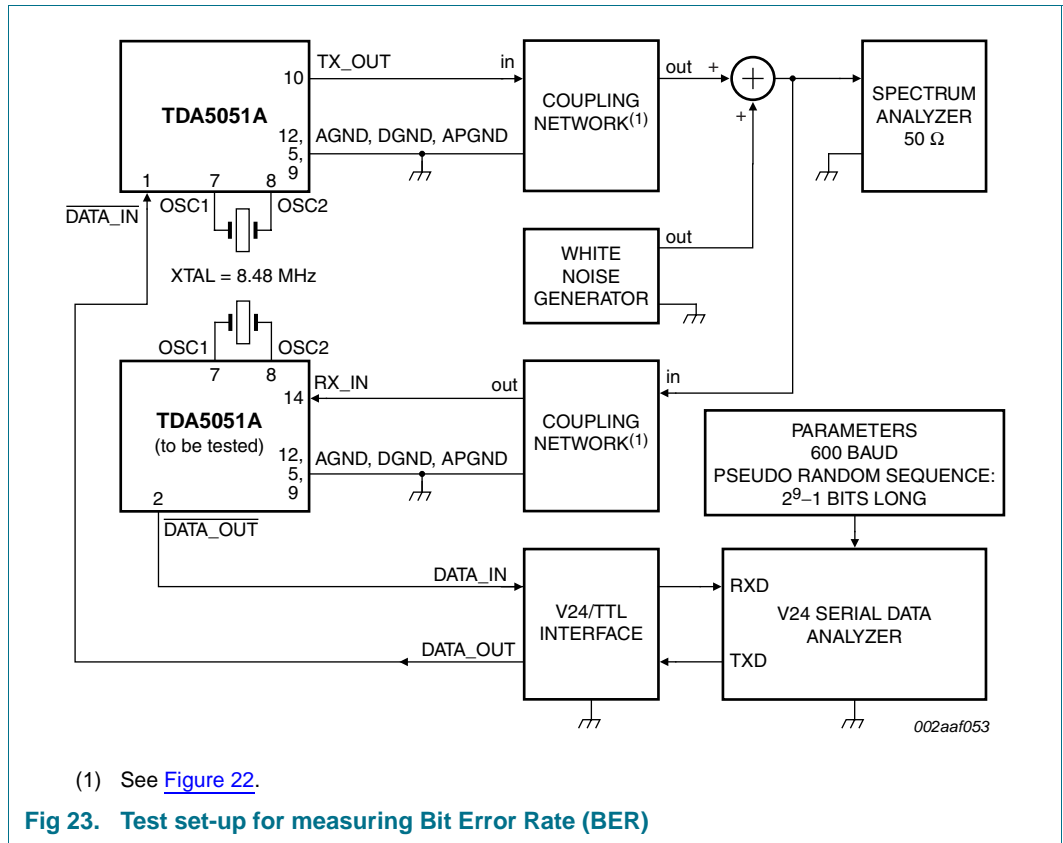 TDA5051A
10
TX_OUT
12,
5,
9
AGND, DGND, APGND
1
7
8
DATA_IN
OSC1
OSC2
in
COUPLING
NETWORK(1)
out
+
+
+
SPECTRUM
ANALYZER
50 Ω
WHITE
NOISE
GENERATOR
out
XTAL = 8.48 MHz
OSC1
OSC2
7
8
TDA5051A
(to be tested)
14
RX_IN
12,
5,
9
AGND, DGND, APGND
2
DATA_OUT
out
COUPLING
NETWORK(1)
in
PARAMETERS
600 BAUD
PSEUDO RANDOM SEQUENCE:
2⁹–1 BITS LONG
DATA_IN
DATA_OUT
V24/TTL
INTERFACE
RXD
TXD
V24 SERIAL DATA
ANALYZER
002aaf053
(1) See Figure 22.
Fig 23. Test set-up for measuring Bit Error Rate (BER)